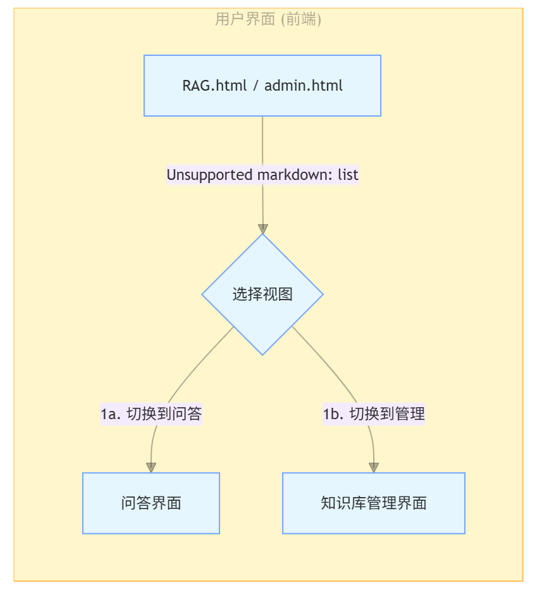 用户界面 (前端)
RAG.html / admin.html
Unsupported markdown: list
选择视图
1a. 切换到问答
1b. 切换到管理
问答界面
知识库管理界面